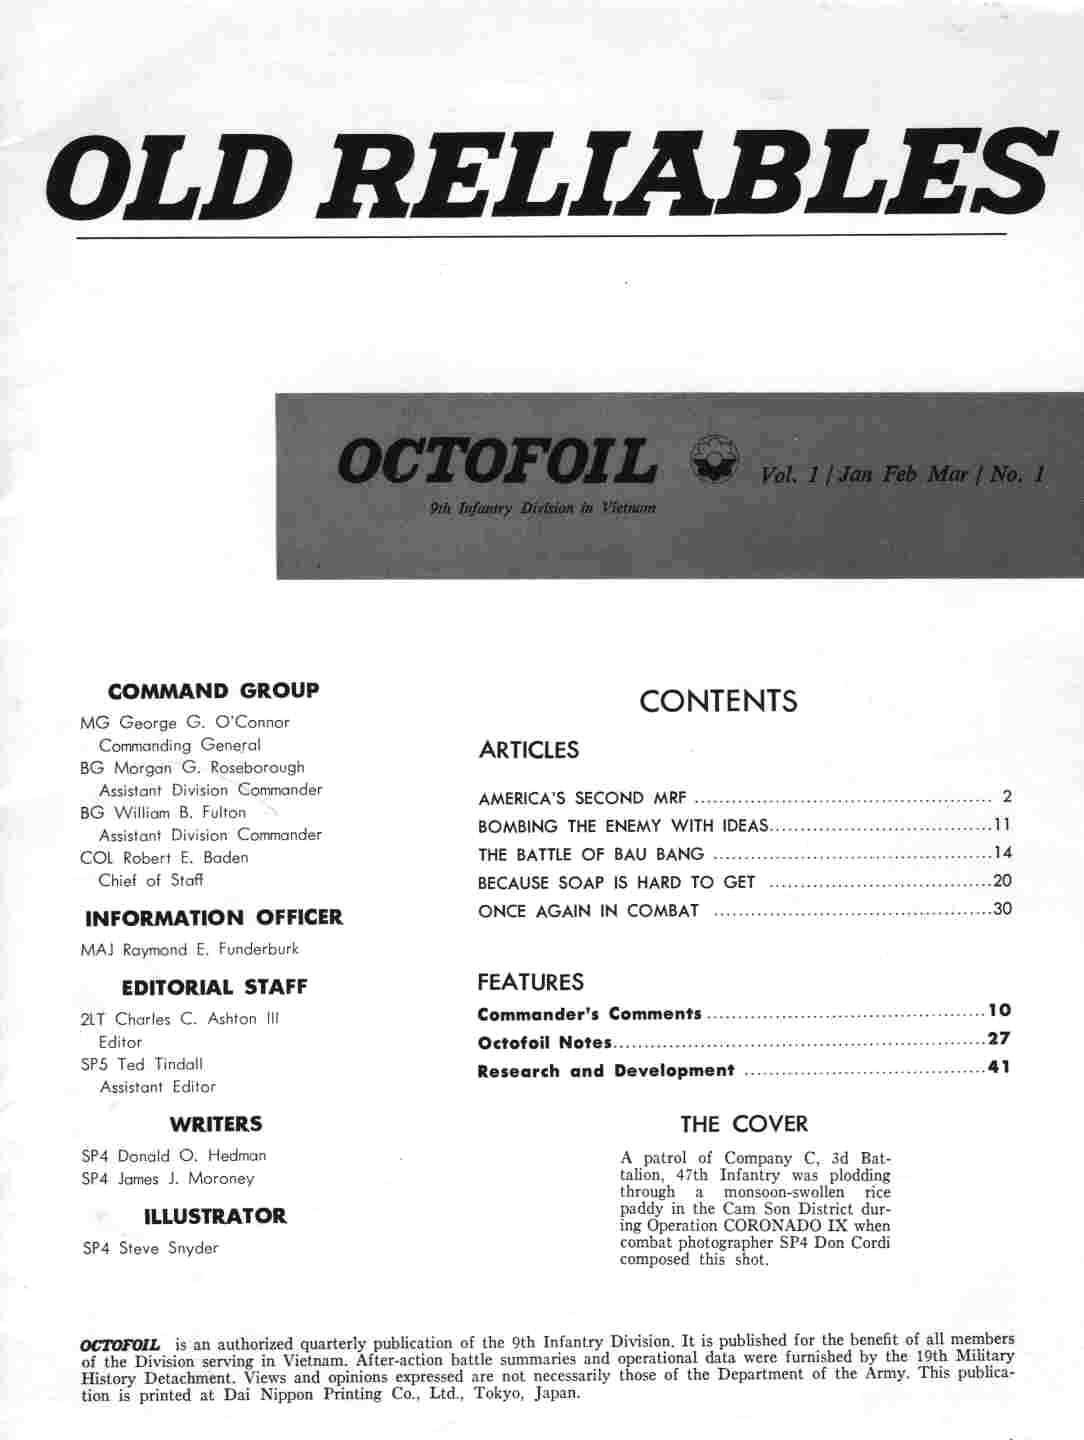 OLD RELIABLES
OCTOFOIL
Vol. 1 / Jan Feb Mar / No. 1
9th Infantry Division in Vietnam
COMMAND GROUP
MG George G. O'Connor
Commanding General
BG Morgan G. Roseborough
Assistant Division Commander
BG William B. Fulton
Assistant Division Commander
COL Robert E. Baden
Chief of Staff
INFORMATION OFFICER
MAJ Raymond E. Funderburk
EDITORIAL STAFF
2LT Charles C. Ashton III
Editor
SP5 Ted Tindall
Assistant Editor
WRITERS
SP4 Donald O. Hedman
SP4 James J. Moroney
ILLUSTRATOR
SP4 Steve Snyder
CONTENTS
ARTICLES
AMERICA'S SECOND MRF ................................................ 2
BOMBING THE ENEMY WITH IDEAS....................................11
THE BATTLE OF BAU BANG .............................................14
BECAUSE SOAP IS HARD TO GET ....................................20
ONCE AGAIN IN COMBAT .............................................30
FEATURES
Commander's Comments .............................................10
Octofoil Notes............................................................27
Research and Development .......................................41
THE COVER
A patrol of Company C, 3d Bat-
talion, 47th Infantry was plodding
through a monsoon-swollen rice
paddy in the Cam Son District dur-
ing Operation CORONADO IX when
combat photographer SP4 Don Cordi
composed this shot.
OCTOFOIL is an authorized quarterly publication of the 9th Infantry Division. It is published for the benefit of all members
of the Division serving in Vietnam. After-action battle summaries and operational data were furnished by the 19th Military
History Detachment. Views and opinions expressed are not necessarily those of the Department of the Army. This publica-
tion is printed at Dai Nippon Printing Co., Ltd., Tokyo, Japan.